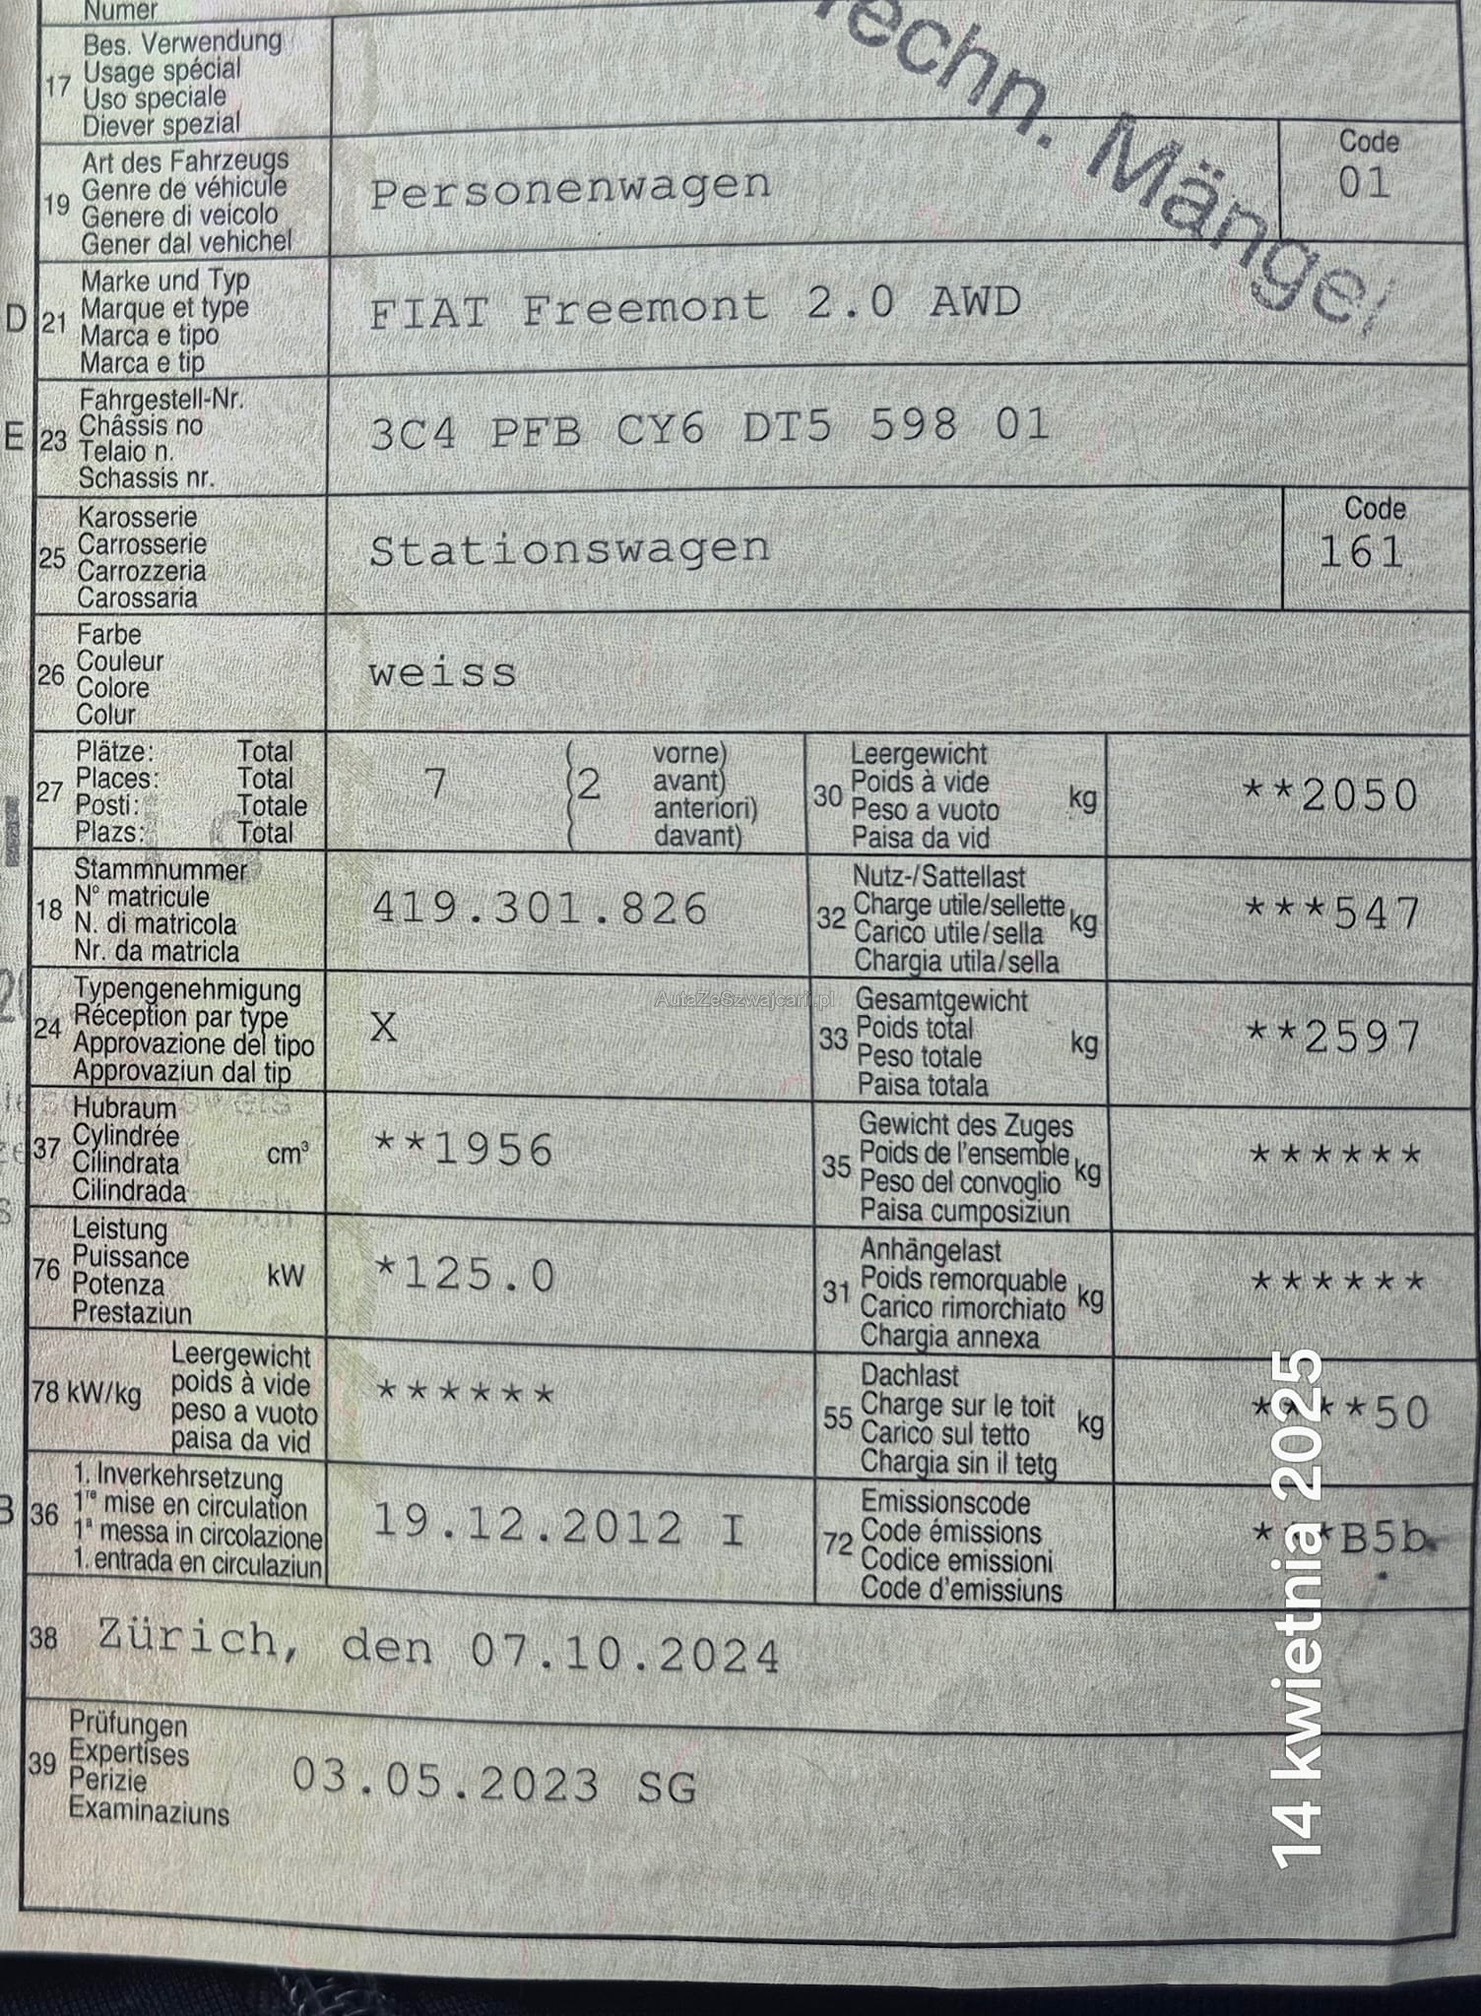 Numer
17
Bes. Verwendung
Usage spécial
Uso speciale
Diever spezial
techn. Mängel
19
Art des Fahrzeugs
Genre de véhicule
Genere di veicolo
Gener dal vehichel
Personenwagen
Code
01
D
21
Marke und Typ
Marque et type
Marca e tipo
Marca e tip
FIAT Freemont 2.0 AWD
E
23
Fahrgestell-Nr.
Châssis no
Telaio n.
Schassis nr.
3C4 PFB CY6 DT5 598 01
25
Karosserie
Carrosserie
Carrozzeria
Carossaria
Stationswagen
Code
161
26
Farbe
Couleur
Colore
Colur
weiss
27
Plätze: Total
Places: Total
Posti: Totale
Plazs: Total
7 (2
vorne)
avant)
anteriori)
davant)
30
Leergewicht
Poids à vide
Peso a vuoto
Paisa da vid
kg
**2050
18
Stammnummer
N° matricule
N. di matricola
Nr. da matricla
419.301.826
32
Nutz-/Sattellast
Charge utile/sellette
Carico utile/sella
Chargia utila/sella
kg
***547
24
Typengenehmigung
Réception par type
Approvazione del tipo
Approvaziun dal tip
X
AutaZeSzwajcarii.pl
33
Gesamtgewicht
Poids total
Peso totale
Paisa totala
kg
**2597
37
Hubraum
Cylindrée
Cilindrata
Cilindrada
cm³
**1956
35
Gewicht des Zuges
Poids de l'ensemble
Peso del convoglio
Paisa cumposiziun
kg
******
76
Leistung
Puissance
Potenza
Prestaziun
kW
*125.0
31
Anhängelast
Poids remorquable
Carico rimorchiato
Chargia annexa
kg
******
78 kW/kg
Leergewicht
poids à vide
peso a vuoto
paisa da vid
******
55
Dachlast
Charge sur le toit
Carico sul tetto
Chargia sin il tetg
kg
****50
B
36
1. Inverkehrsetzung
1re mise en circulation
1a messa in circolazione
1. entrada en circulaziun
19.12.2012 I
72
Emissionscode
Code émissions
Codice emissioni
Code d'emissiuns
***B5b
38
Zürich, den 07.10.2024
39
Prüfungen
Expertises
Perizie
Examinaziuns
03.05.2023 SG
14 kwietnia 2025